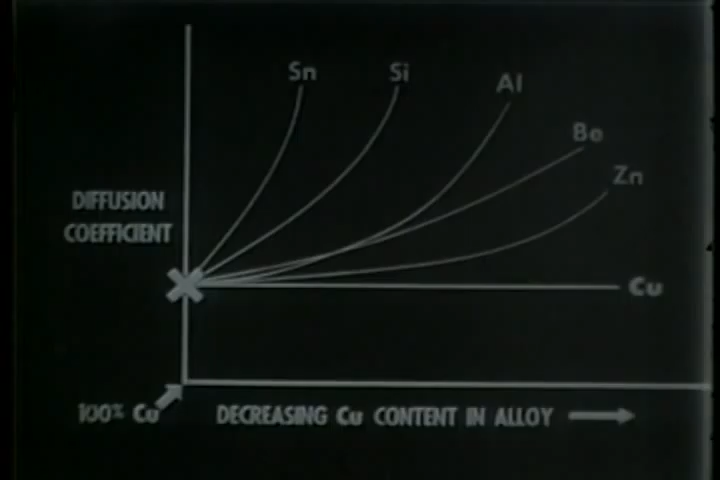 Sn
Si
Al
Be
Zn
DIFFUSION
COEFFICIENT
Cu
100% Cu
DECREASING Cu CONTENT IN ALLOY